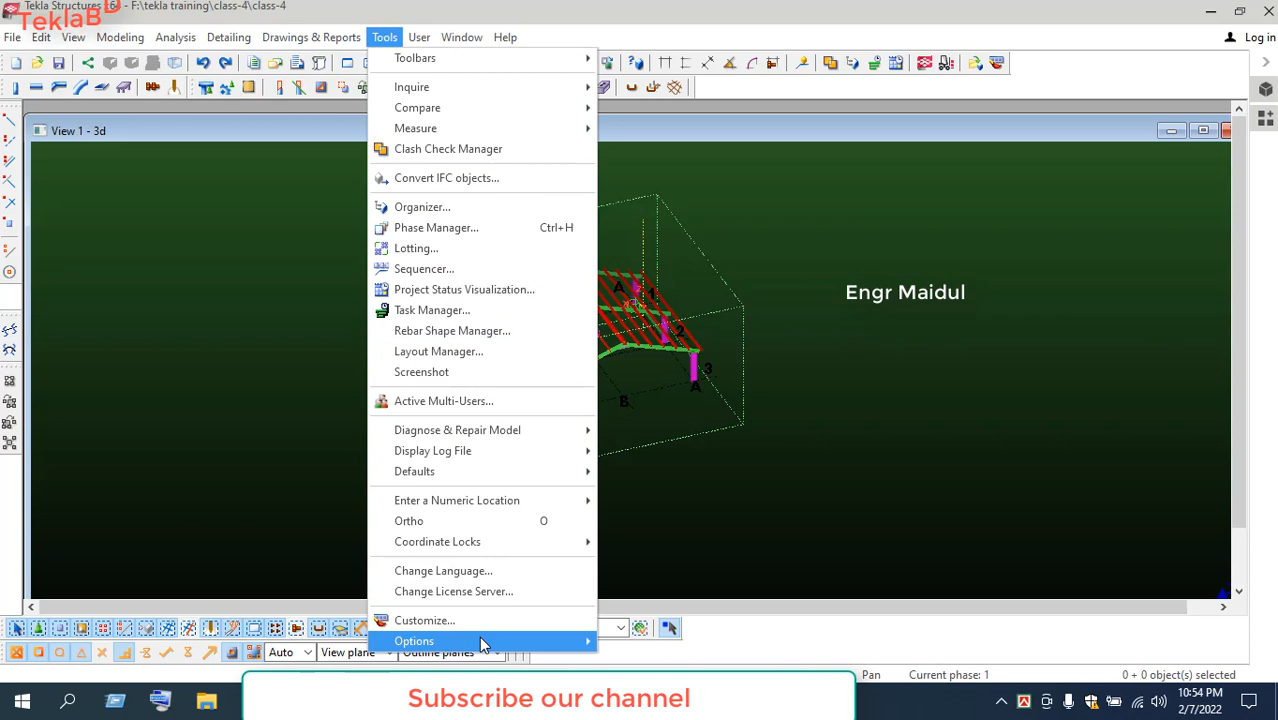 TeklaBD
Tekla Structures - F:\tekla training\class-4\class-4
File Edit View Modeling Analysis Detailing Drawings & Reports Tools User Window Help
Log in
View 1 - 3d
Toolbars
Inquire
Compare
Measure
Clash Check Manager
Convert IFC objects...
Organizer...
Phase Manager... Ctrl+H
Lotting...
Sequencer...
Project Status Visualization...
Task Manager...
Rebar Shape Manager...
Layout Manager...
Screenshot
Active Multi-Users...
Diagnose & Repair Model
Display Log File
Defaults
Enter a Numeric Location
Ortho O
Coordinate Locks
Change Language...
Change License Server...
Customize...
Options
Engr Maidul
A 1
2
3
A
B
Auto View plane Outline planes
Pan Current phase: 1 0 + 0 object(s) selected
Subscribe our channel
10:54 PM
2/7/2022